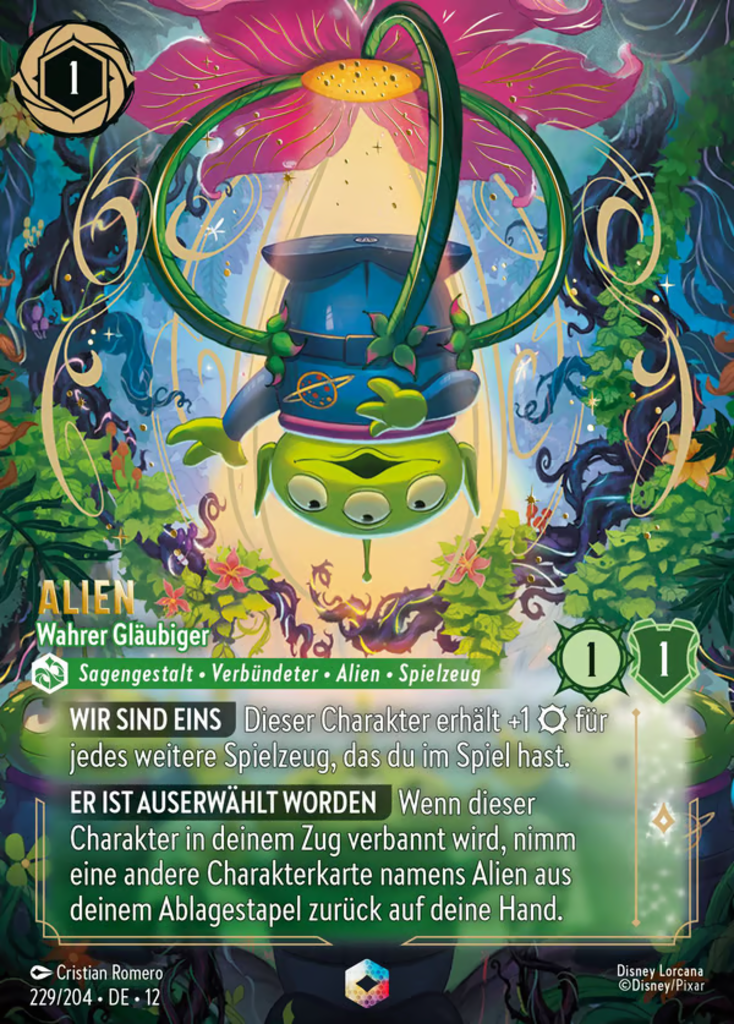 1
ALIEN
Wahrer Gläubiger
Sagengestalt • Verbündeter • Alien • Spielzeug
1 1
WIR SIND EINS Dieser Charakter erhält +1 für
jedes weitere Spielzeug, das du im Spiel hast.
ER IST AUSERWÄHLT WORDEN Wenn dieser
Charakter in deinem Zug verbannt wird, nimm
eine andere Charakterkarte namens Alien aus
deinem Ablagestapel zurück auf deine Hand.
Cristian Romero
229/204 • DE • 12
Disney Lorcana
©Disney/Pixar